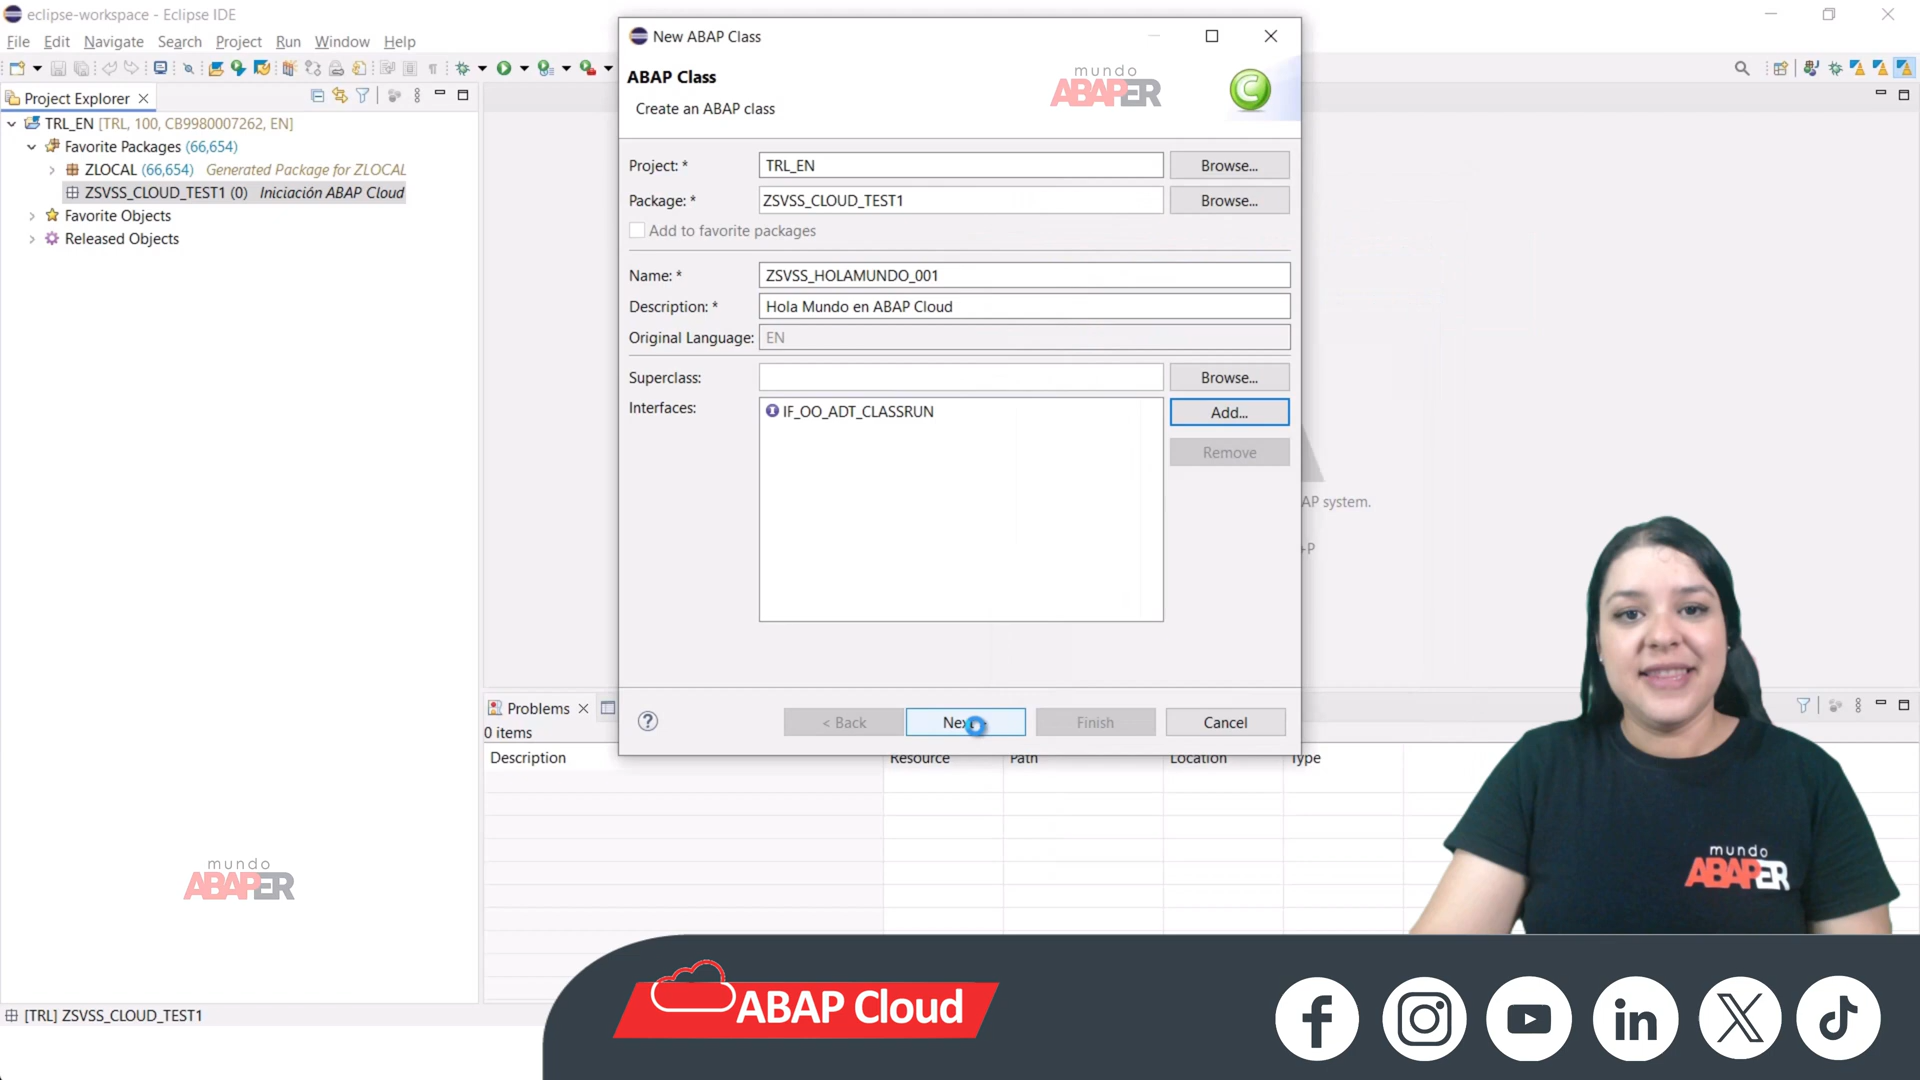 eclipse-workspace - Eclipse IDE
File Edit Navigate Search Project Run Window Help
Project Explorer
TRL_EN [TRL, 100, CB9980007262, EN]
Favorite Packages (66,654)
ZLOCAL (66,654) Generated Package for ZLOCAL
ZSVSS_CLOUD_TEST1 (0) Iniciación ABAP Cloud
Favorite Objects
Released Objects
mundo
ABAPER
[TRL] ZSVSS_CLOUD_TEST1
New ABAP Class
ABAP Class
Create an ABAP class
mundo
ABAPER
C
Project: * TRL_EN Browse...
Package: * ZSVSS_CLOUD_TEST1 Browse...
Add to favorite packages
Name: * ZSVSS_HOLAMUNDO_001
Description: * Hola Mundo en ABAP Cloud
Original Language: EN
Superclass: Browse...
Interfaces: IF_OO_ADT_CLASSRUN Add...
Remove
< Back Finish Cancel
AP system.
+P
Problems
0 items
Description Resource Path Location Type
mundo
ABAPER
ABAP Cloud